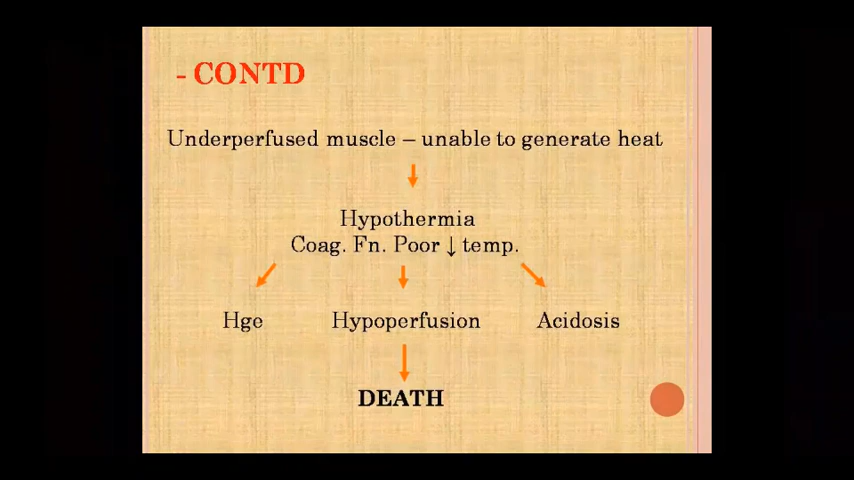 - CONTD
Underperfused muscle – unable to generate heat
Hypothermia
Coag. Fn. Poor ↓ temp.
Hge Hypoperfusion Acidosis
DEATH